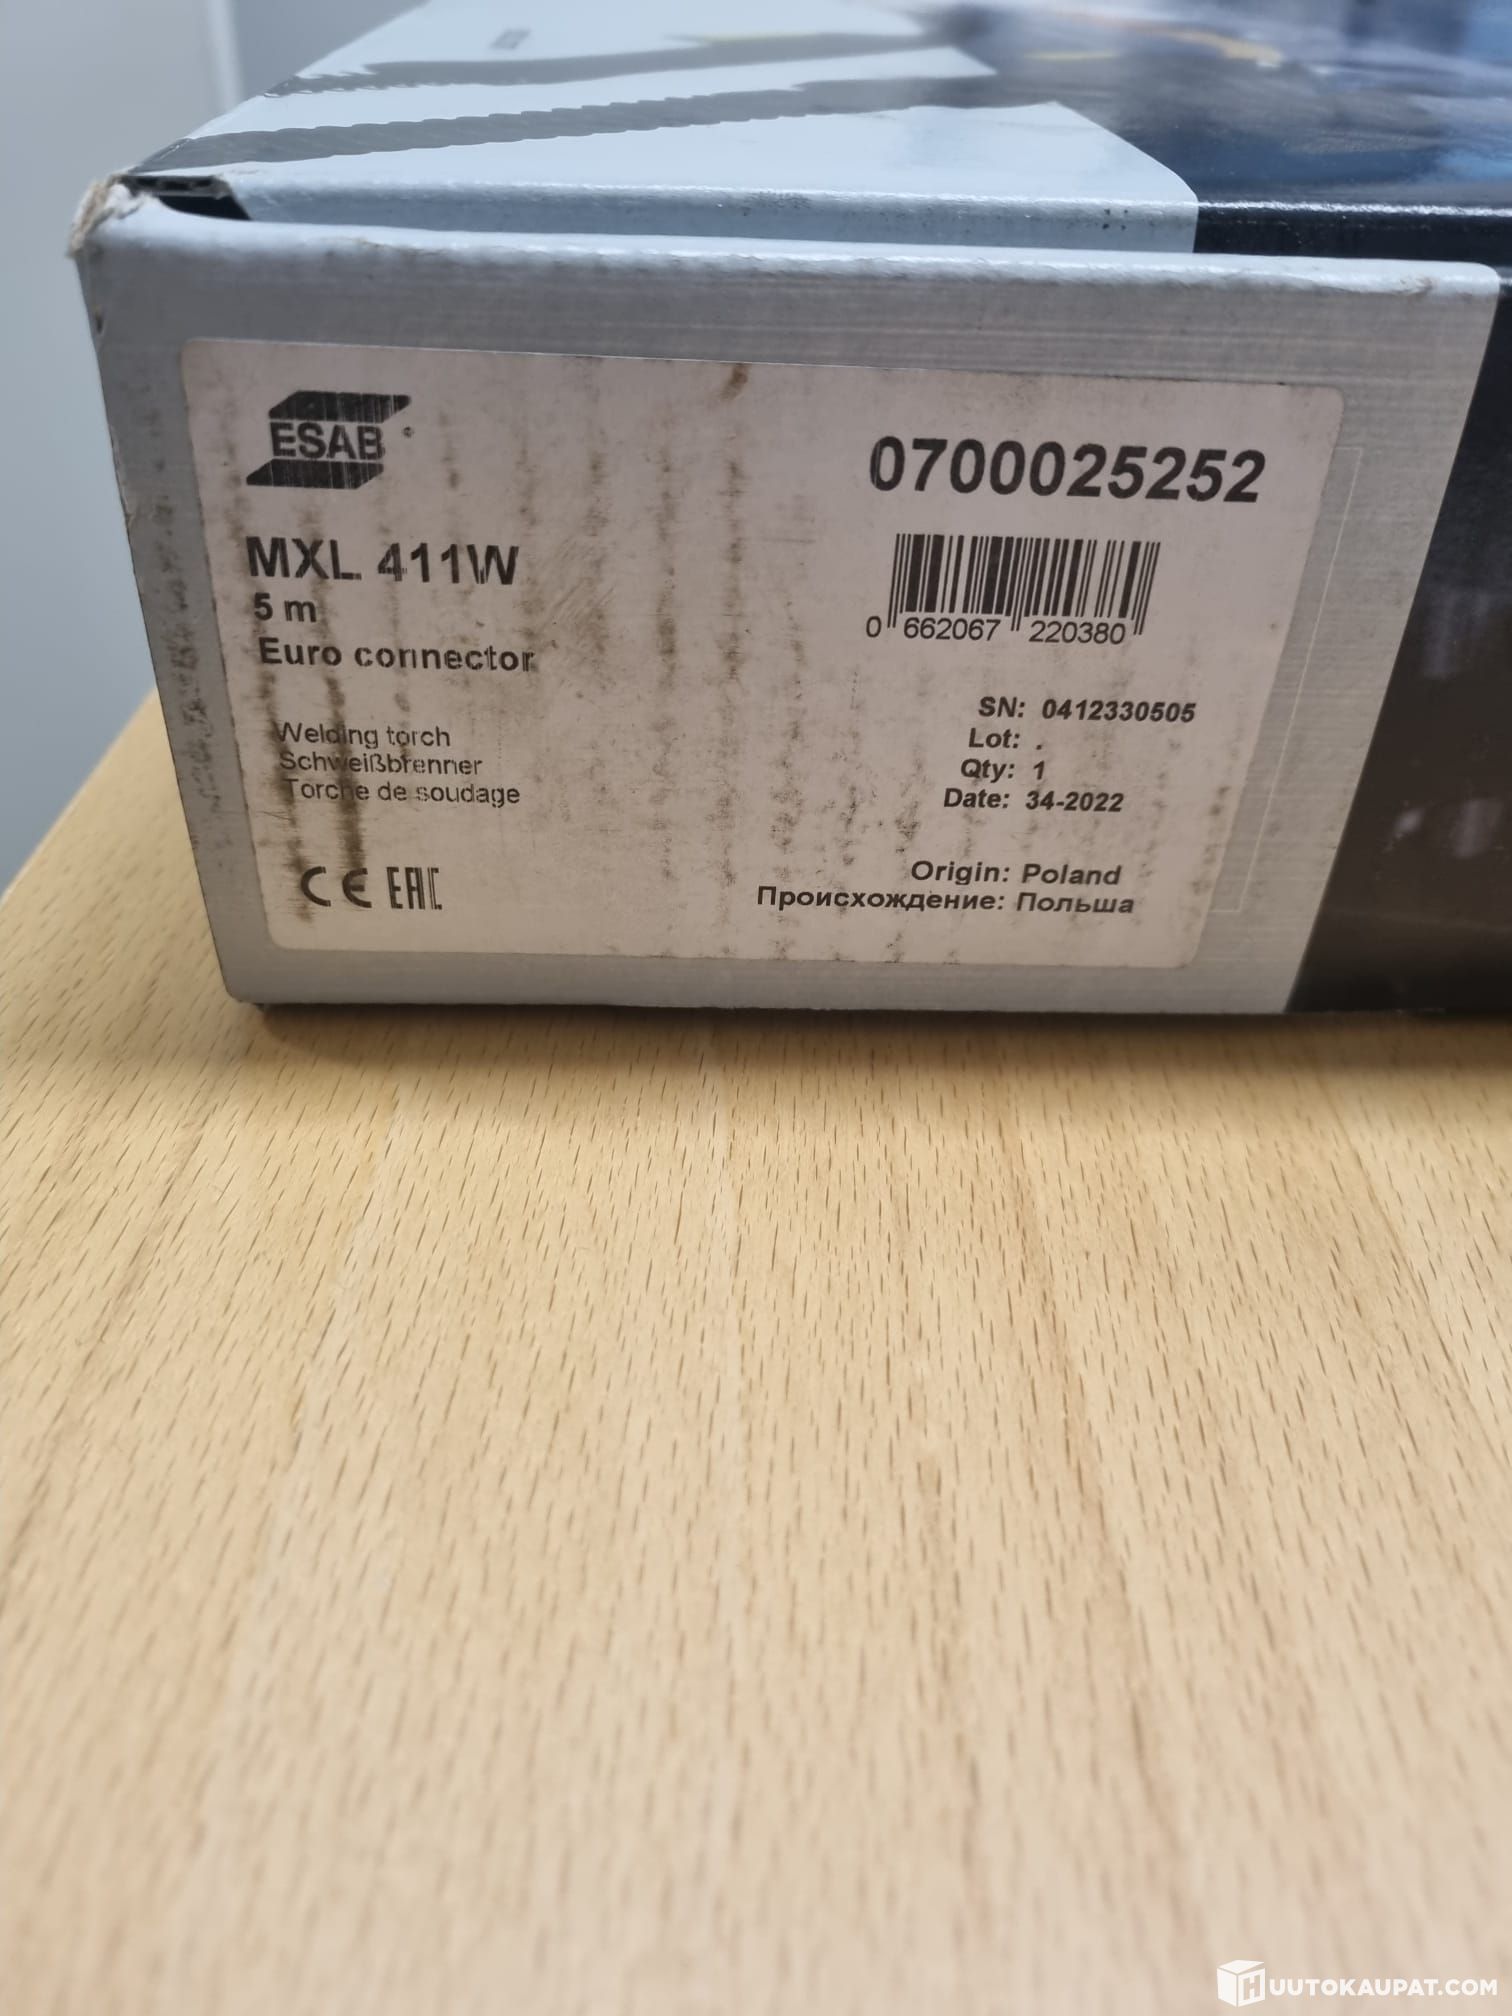 ESAB
0700025252
MXL 411W
5 m
Euro connector
0 662067 220380
Welding torch
Schweißbrenner
Torche de soudage
SN: 0412330505
Lot: .
Qty: 1
Date: 34-2022
CE EAC
Origin: Poland
Происхождение: Польша
HUUTOKAUPAT.COM